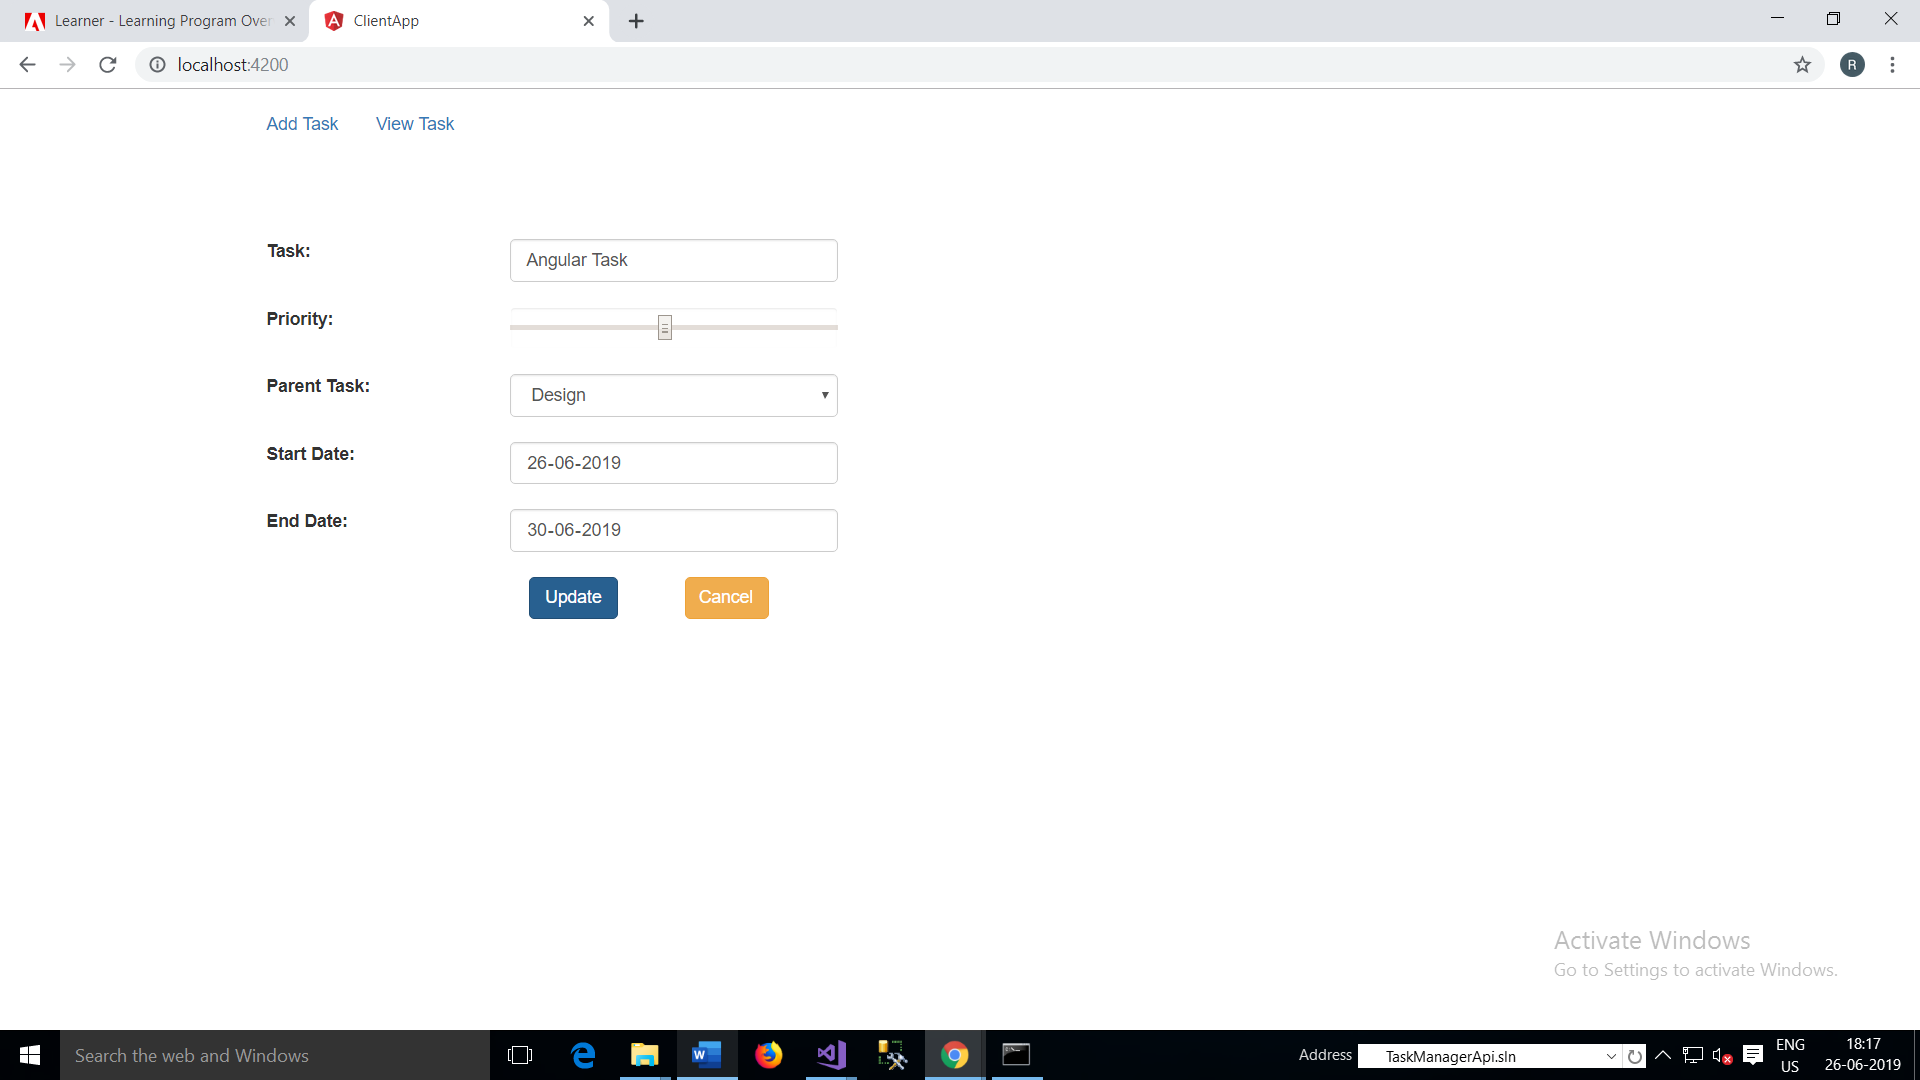 Learner - Learning Program Over
ClientApp
localhost:4200
R
Add Task View Task
Task: Angular Task
Priority:
Parent Task: Design
Start Date: 26-06-2019
End Date: 30-06-2019
Update Cancel
Activate Windows
Go to Settings to activate Windows.
Search the web and Windows
Address TaskManagerApi.sln
ENG
US
18:17
26-06-2019